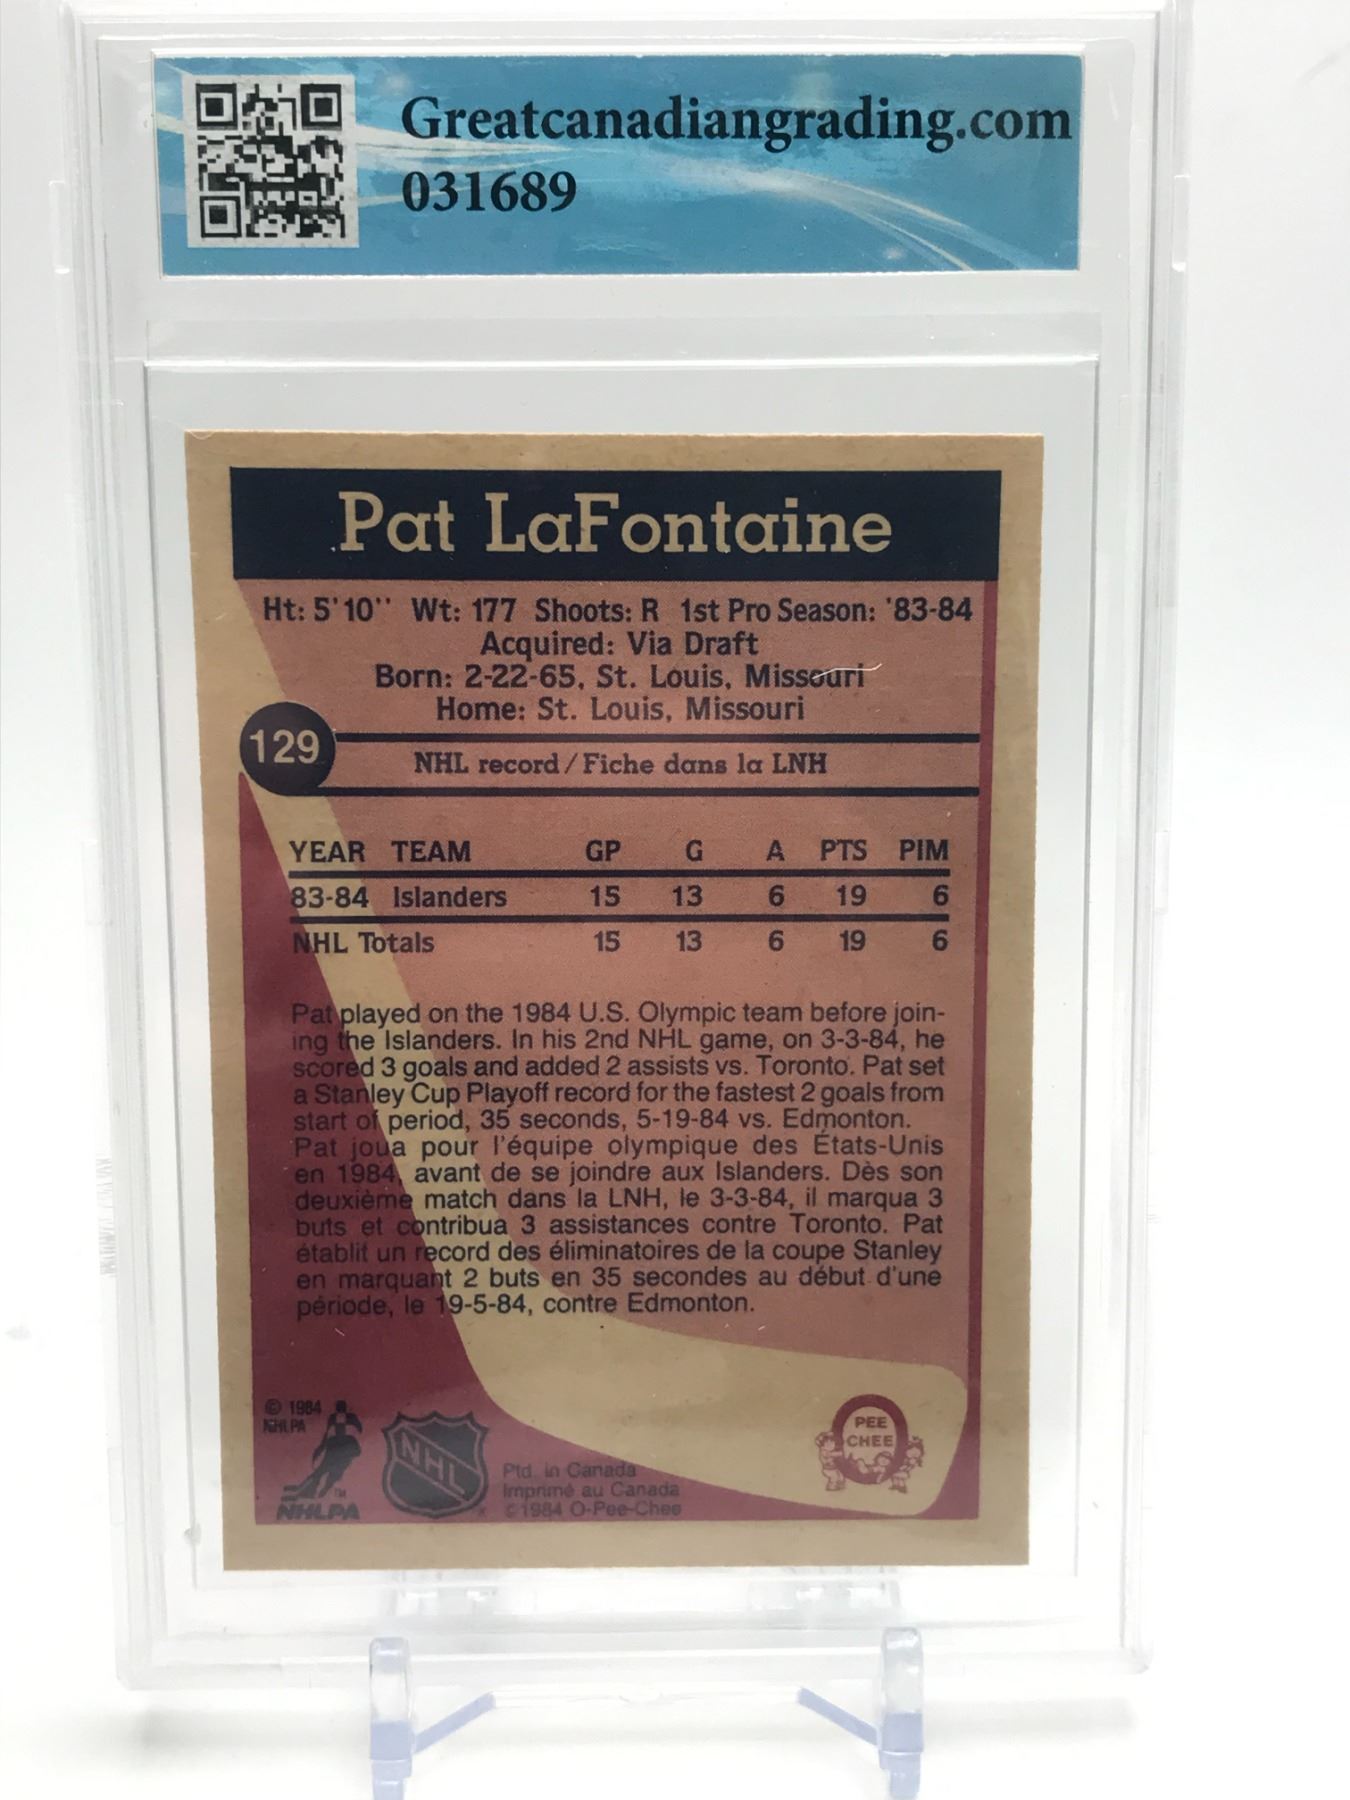 Greatcanadiangrading.com
031689
Pat LaFontaine
Ht: 5'10'' Wt: 177 Shoots: R 1st Pro Season: '83-84
Acquired: Via Draft
Born: 2-22-65, St. Louis, Missouri
Home: St. Louis, Missouri
129
NHL record/Fiche dans la LNH
YEAR TEAM GP G A PTS PIM
83-84 Islanders 15 13 6 19 6
NHL Totals 15 13 6 19 6
Pat played on the 1984 U.S. Olympic team before join-
ing the Islanders. In his 2nd NHL game, on 3-3-84, he
scored 3 goals and added 2 assists vs. Toronto. Pat set
a Stanley Cup Playoff record for the fastest 2 goals from
start of period, 35 seconds, 5-19-84 vs. Edmonton.
Pat joua pour l'équipe olympique des États-Unis
en 1984, avant de se joindre aux Islanders. Dès son
deuxième match dans la LNH, le 3-3-84, il marqua 3
buts et contribua 3 assistances contre Toronto. Pat
établit un record des éliminatoires de la coupe Stanley
en marquant 2 buts en 35 secondes au début d'une
période, le 19-5-84, contre Edmonton.
© 1984
NHLPA
NHLPA
TM
NHL
Ptd. in Canada
Imprimé au Canada
©1984 O-Pee-Chee
O
PEE
CHEE